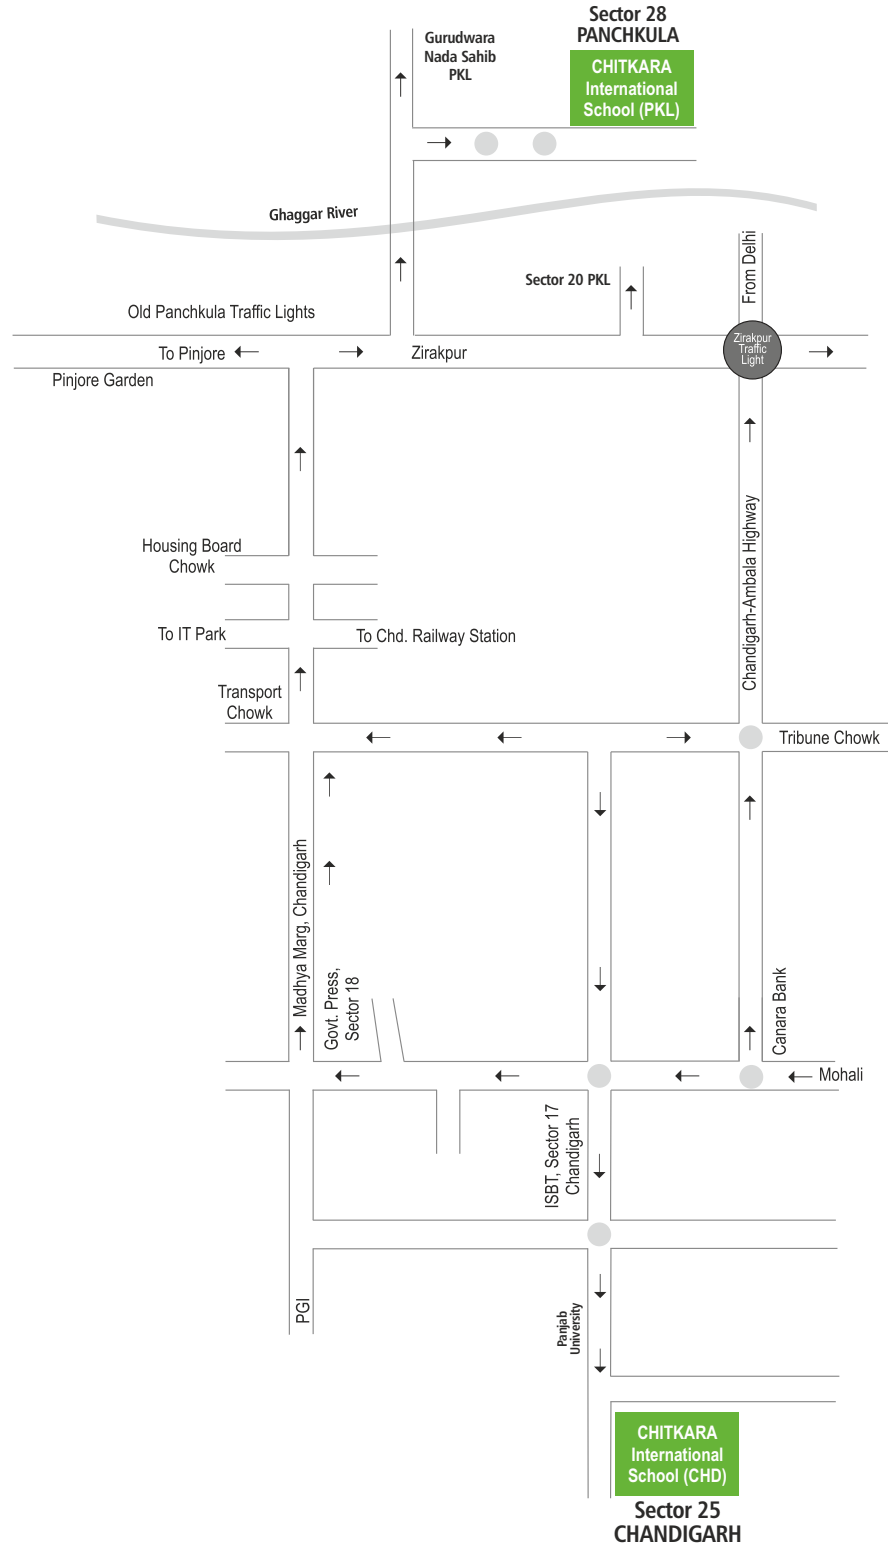 Sector 28
PANCHKULA
CHITKARA
International
School (PKL)
Gurudwara
Nada Sahib
PKL
Ghaggar River
From Delhi
Sector 20 PKL
Old Panchkula Traffic Lights
To Pinjore
Zirakpur
Zirakpur
Traffic
Light
Pinjore Garden
Chandigarh-Ambala Highway
Housing Board
Chowk
To IT Park
To Chd. Railway Station
Transport
Chowk
Tribune Chowk
Madhya Marg, Chandigarh
Govt. Press,
Sector 18
Canara Bank
Mohali
ISBT, Sector 17
Chandigarh
PGI
Panjab
University
CHITKARA
International
School (CHD)
Sector 25
CHANDIGARH